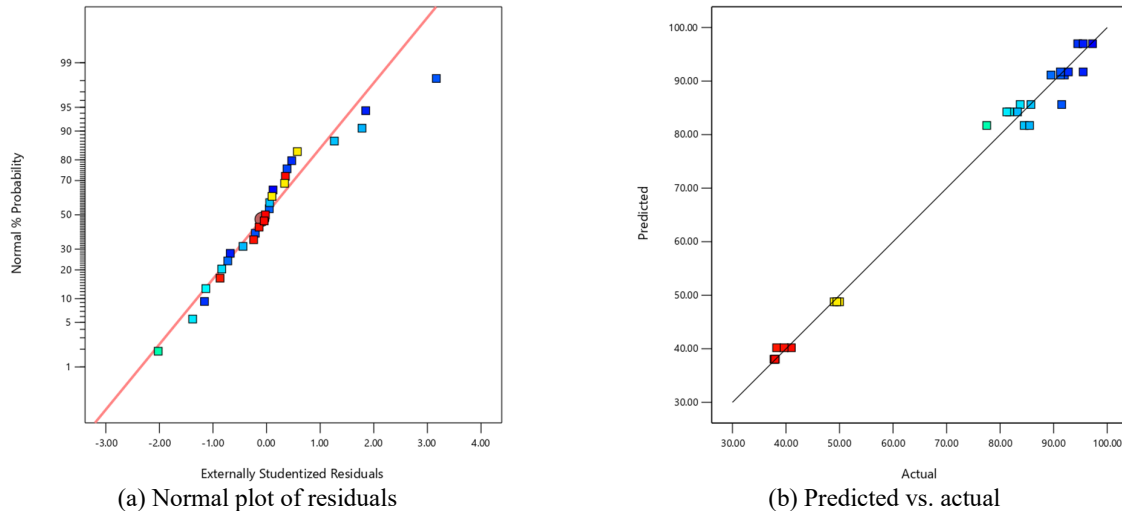 99
95
90
80
70
50
30
20
10
5
1
Normal % Probability
-3.00 -2.00 -1.00 0.00 1.00 2.00 3.00 4.00
Externally Studentized Residuals
(a) Normal plot of residuals
100.00
90.00
80.00
70.00
60.00
50.00
40.00
30.00
Predicted
30.00 40.00 50.00 60.00 70.00 80.00 90.00 100.00
Actual
(b) Predicted vs. actual